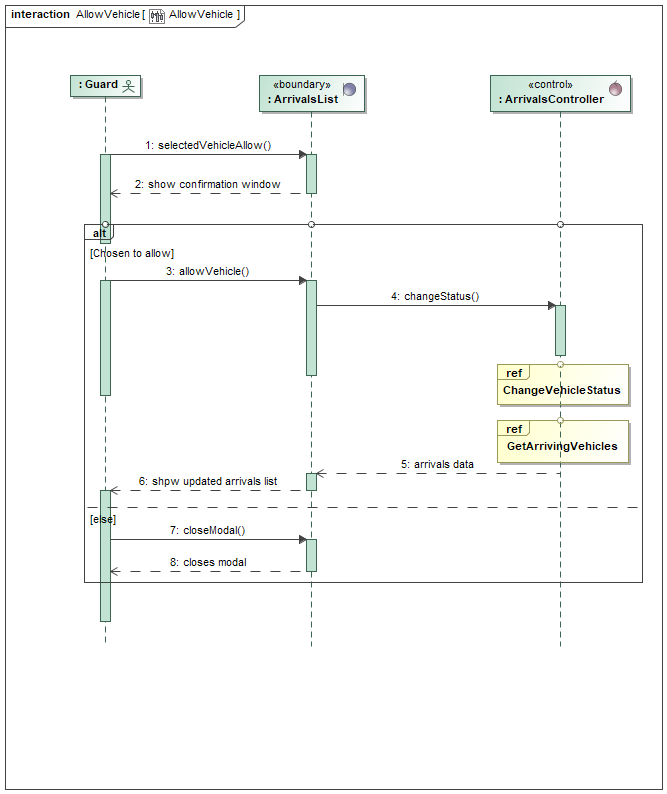 interaction AllowVehicle [ AllowVehicle ]
: Guard
«boundary»
: ArrivalsList
«control»
: ArrivalsController
1: selectedVehicleAllow()
2: show confirmation window
alt
[Chosen to allow]
3: allowVehicle()
4: changeStatus()
ref
ChangeVehicleStatus
ref
GetArrivingVehicles
5: arrivals data
6: shpw updated arrivals list
[else]
7: closeModal()
8: closes modal